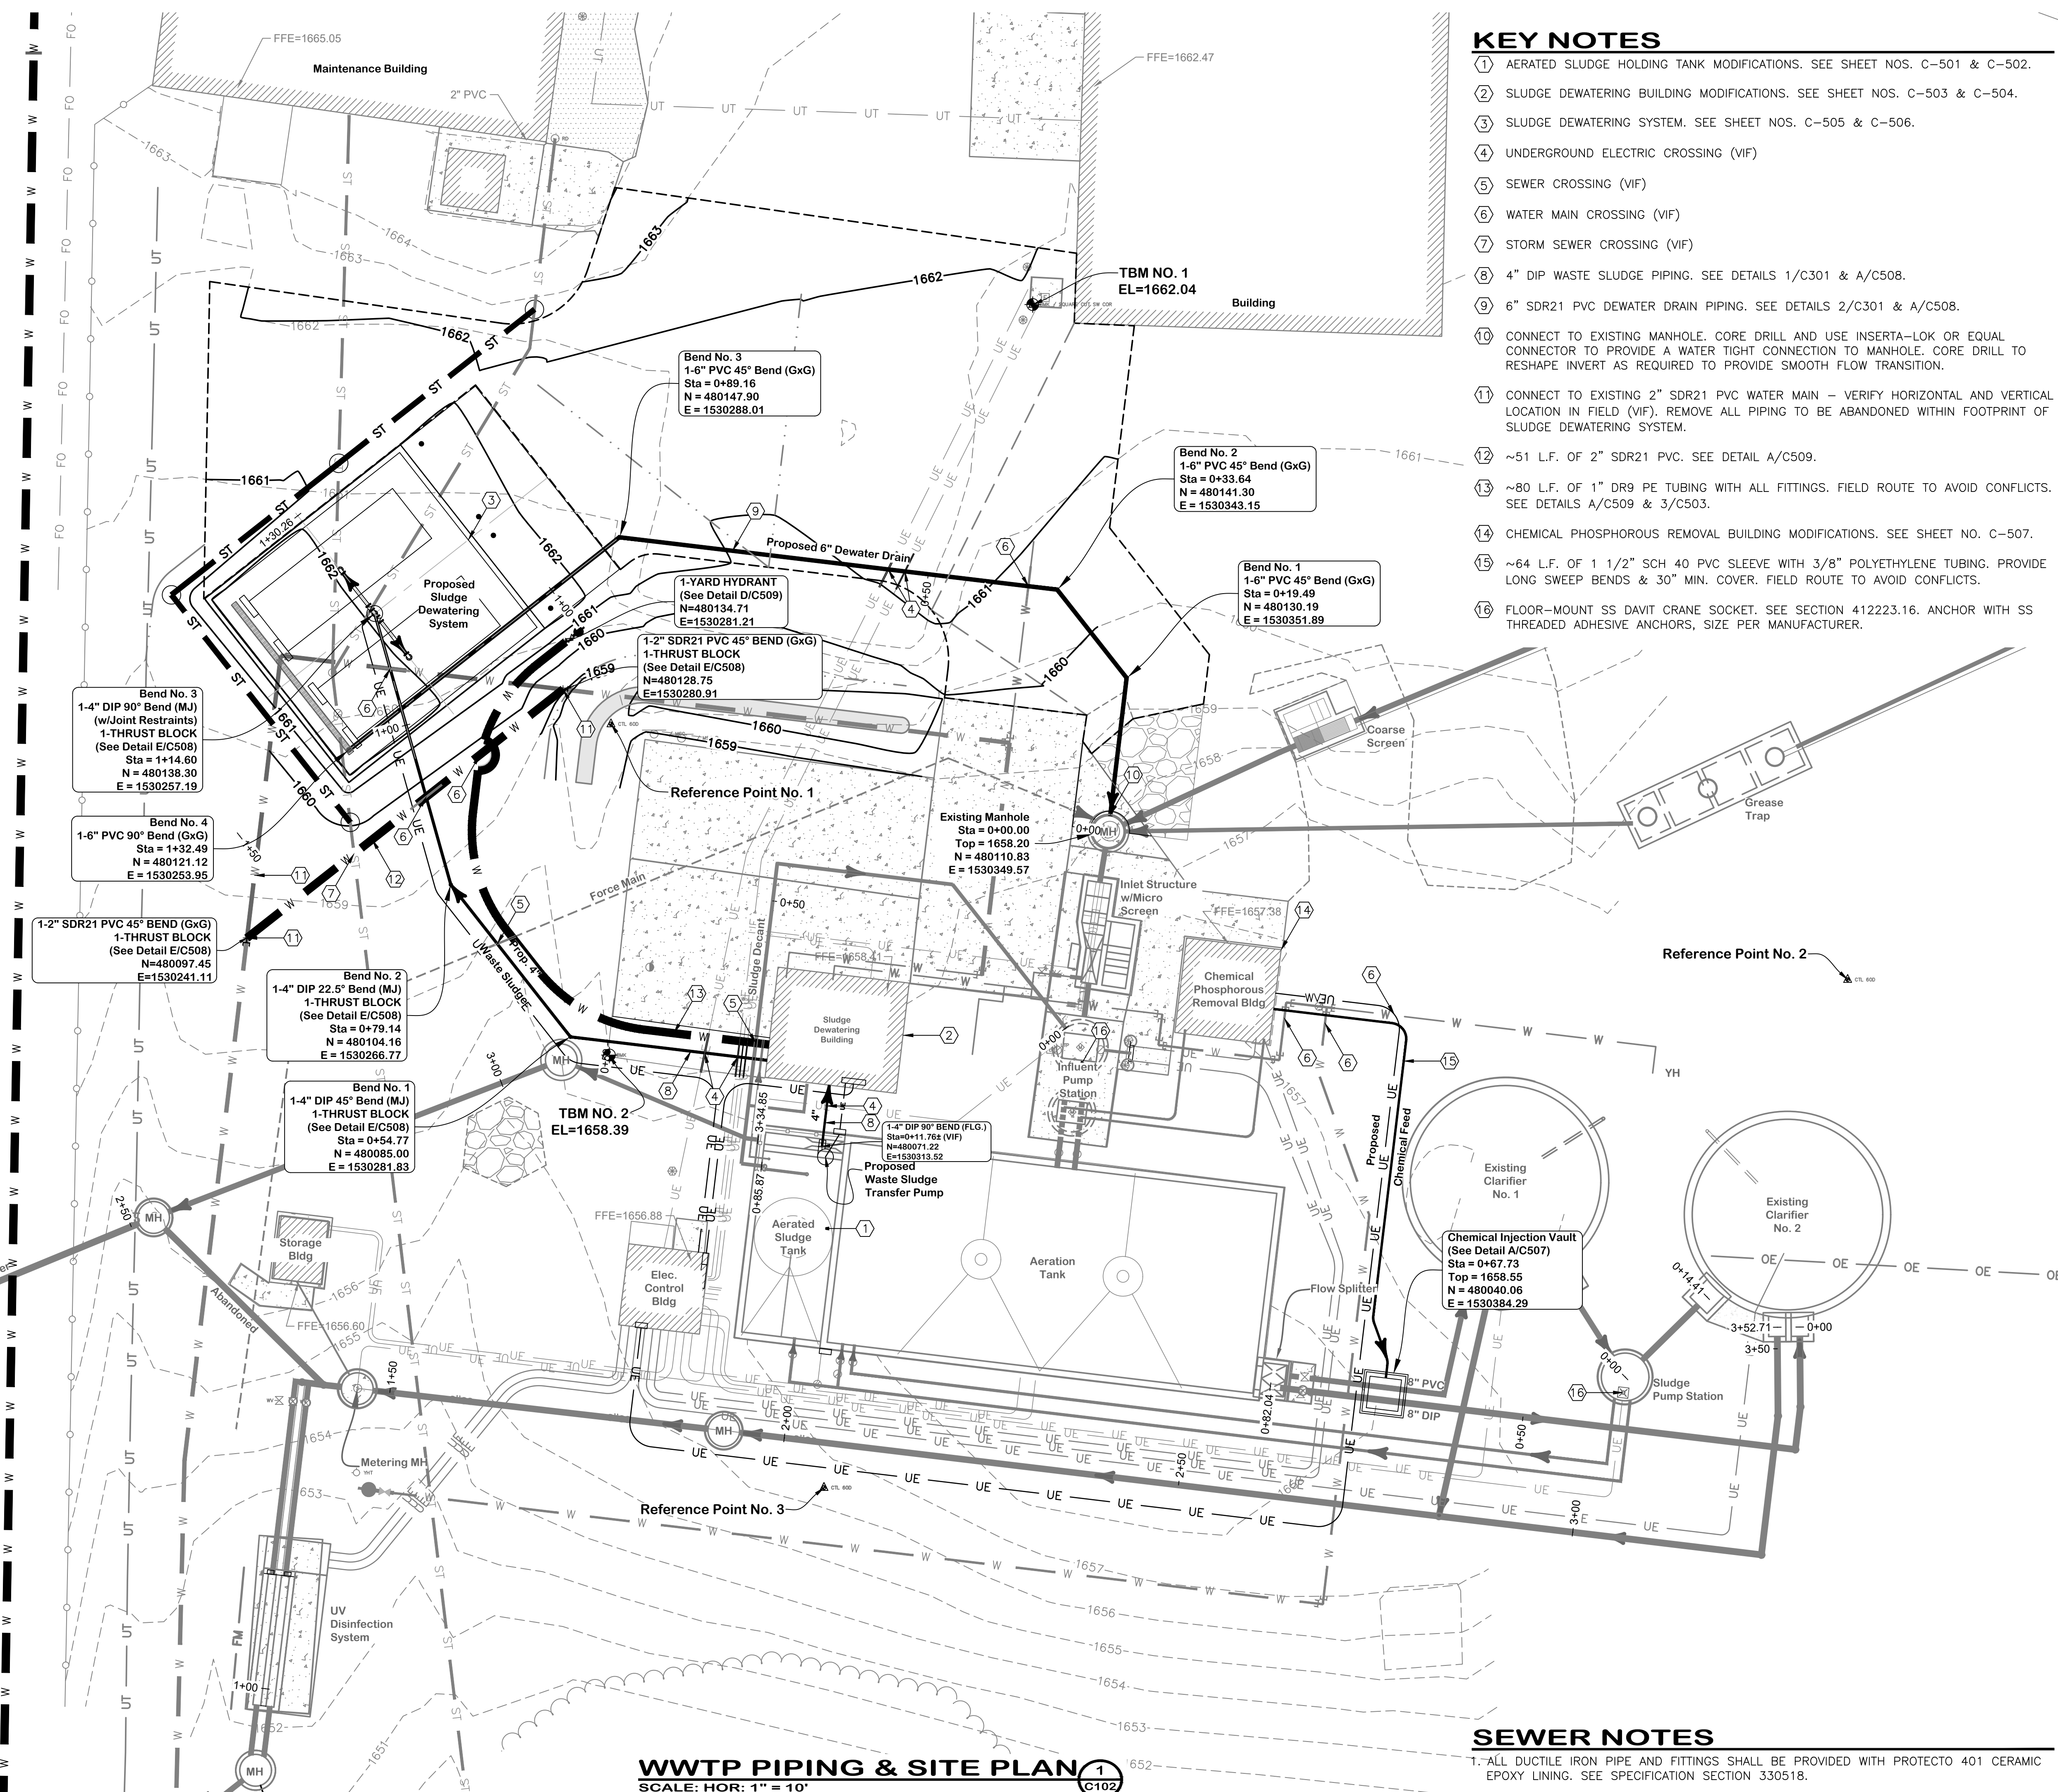 KEY NOTES
1 AERATED SLUDGE HOLDING TANK MODIFICATIONS. SEE SHEET NOS. C-501 & C-502.
2 SLUDGE DEWATERING BUILDING MODIFICATIONS. SEE SHEET NOS. C-503 & C-504.
3 SLUDGE DEWATERING SYSTEM. SEE SHEET NOS. C-505 & C-506.
4 UNDERGROUND ELECTRIC CROSSING (VIF)
5 SEWER CROSSING (VIF)
6 WATER MAIN CROSSING (VIF)
7 STORM SEWER CROSSING (VIF)
8 4" DIP WASTE SLUDGE PIPING. SEE DETAILS 1/C301 & A/C508.
9 6" SDR21 PVC DEWATER DRAIN PIPING. SEE DETAILS 2/C301 & A/C508.
10 CONNECT TO EXISTING MANHOLE. CORE DRILL AND USE INSERTA-LOK OR EQUAL
CONNECTOR TO PROVIDE A WATER TIGHT CONNECTION TO MANHOLE. CORE DRILL TO
RESHAPE INVERT AS REQUIRED TO PROVIDE SMOOTH FLOW TRANSITION.
11 CONNECT TO EXISTING 2" SDR21 PVC WATER MAIN - VERIFY HORIZONTAL AND VERTICAL
LOCATION IN FIELD (VIF). REMOVE ALL PIPING TO BE ABANDONED WITHIN FOOTPRINT OF
SLUDGE DEWATERING SYSTEM.
12 ~51 L.F. OF 2" SDR21 PVC. SEE DETAIL A/C509.
13 ~80 L.F. OF 1" DR9 PE TUBING WITH ALL FITTINGS. FIELD ROUTE TO AVOID CONFLICTS.
SEE DETAILS A/C509 & 3/C503.
14 CHEMICAL PHOSPHOROUS REMOVAL BUILDING MODIFICATIONS. SEE SHEET NO. C-507.
15 ~64 L.F. OF 1 1/2" SCH 40 PVC SLEEVE WITH 3/8" POLYETHYLENE TUBING. PROVIDE
LONG SWEEP BENDS & 30" MIN. COVER. FIELD ROUTE TO AVOID CONFLICTS.
16 FLOOR-MOUNT SS DAVIT CRANE SOCKET. SEE SECTION 412223.16. ANCHOR WITH SS
THREADED ADHESIVE ANCHORS, SIZE PER MANUFACTURER.
FFE=1665.05
Maintenance Building
2" PVC
FFE=1662.47
TBM NO. 1
EL=1662.04
Building
Bend No. 3
1-6" PVC 45° Bend (GxG)
Sta = 0+89.16
N = 480147.90
E = 1530288.01
Bend No. 2
1-6" PVC 45° Bend (GxG)
Sta = 0+33.64
N = 480141.30
E = 1530343.15
Bend No. 1
1-6" PVC 45° Bend (GxG)
Sta = 0+19.49
N = 480130.19
E = 1530351.89
Proposed 6" Dewater Drain
1-YARD HYDRANT
(See Detail D/C509)
N=480134.71
E=1530281.21
1-2" SDR21 PVC 45° BEND (GxG)
1-THRUST BLOCK
(See Detail E/C508)
N=480128.75
E=1530280.91
Proposed
Sludge
Dewatering
System
Bend No. 3
1-4" DIP 90° Bend (MJ)
(w/Joint Restraints)
1-THRUST BLOCK
(See Detail E/C508)
Sta = 1+14.60
N = 480138.30
E = 1530257.19
Bend No. 4
1-6" PVC 90° Bend (GxG)
Sta = 1+32.49
N = 480121.12
E = 1530253.95
1-2" SDR21 PVC 45° BEND (GxG)
1-THRUST BLOCK
(See Detail E/C508)
N=480097.45
E=1530241.11
Bend No. 2
1-4" DIP 22.5° Bend (MJ)
1-THRUST BLOCK
(See Detail E/C508)
Sta = 0+79.14
N = 480104.16
E = 1530266.77
Bend No. 1
1-4" DIP 45° Bend (MJ)
1-THRUST BLOCK
(See Detail E/C508)
Sta = 0+54.77
N = 480085.00
E = 1530281.83
Reference Point No. 1
Existing Manhole
Sta = 0+00.00
Top = 1658.20
N = 480110.83
E = 1530349.57
Coarse
Screen
Grease
Trap
Inlet Structure
w/Micro
Screen
FFE=1657.38
Chemical
Phosphorous
Removal Bldg
Reference Point No. 2
Force Main
Sludge Decant
FFE=1658.41
Sludge
Dewatering
Building
Prop. 4"
Waste Sludge
TBM NO. 2
EL=1658.39
Influent
Pump
Station
1-4" DIP 90° BEND (FLG.)
Sta=0+11.76± (VIF)
N=480071.22
E=1530313.52
Proposed
Waste Sludge
Transfer Pump
Proposed
Chemical Feed
YH
Existing
Clarifier
No. 1
Existing
Clarifier
No. 2
Chemical Injection Vault
(See Detail A/C507)
Sta = 0+67.73
Top = 1658.55
N = 480040.06
E = 1530384.29
Storage
Bldg
Abandoned
FFE=1656.60
FFE=1656.88
Elec.
Control
Bldg
Aerated
Sludge
Tank
Aeration
Tank
Flow Splitter
8" PVC
8" DIP
Sludge
Pump Station
Metering MH
Reference Point No. 3
UV
Disinfection
System
FM
WWTP PIPING & SITE PLAN
1
C102
SCALE: HOR: 1" = 10'
SEWER NOTES
1. ALL DUCTILE IRON PIPE AND FITTINGS SHALL BE PROVIDED WITH PROTECTO 401 CERAMIC
EPOXY LINING. SEE SPECIFICATION SECTION 330518.